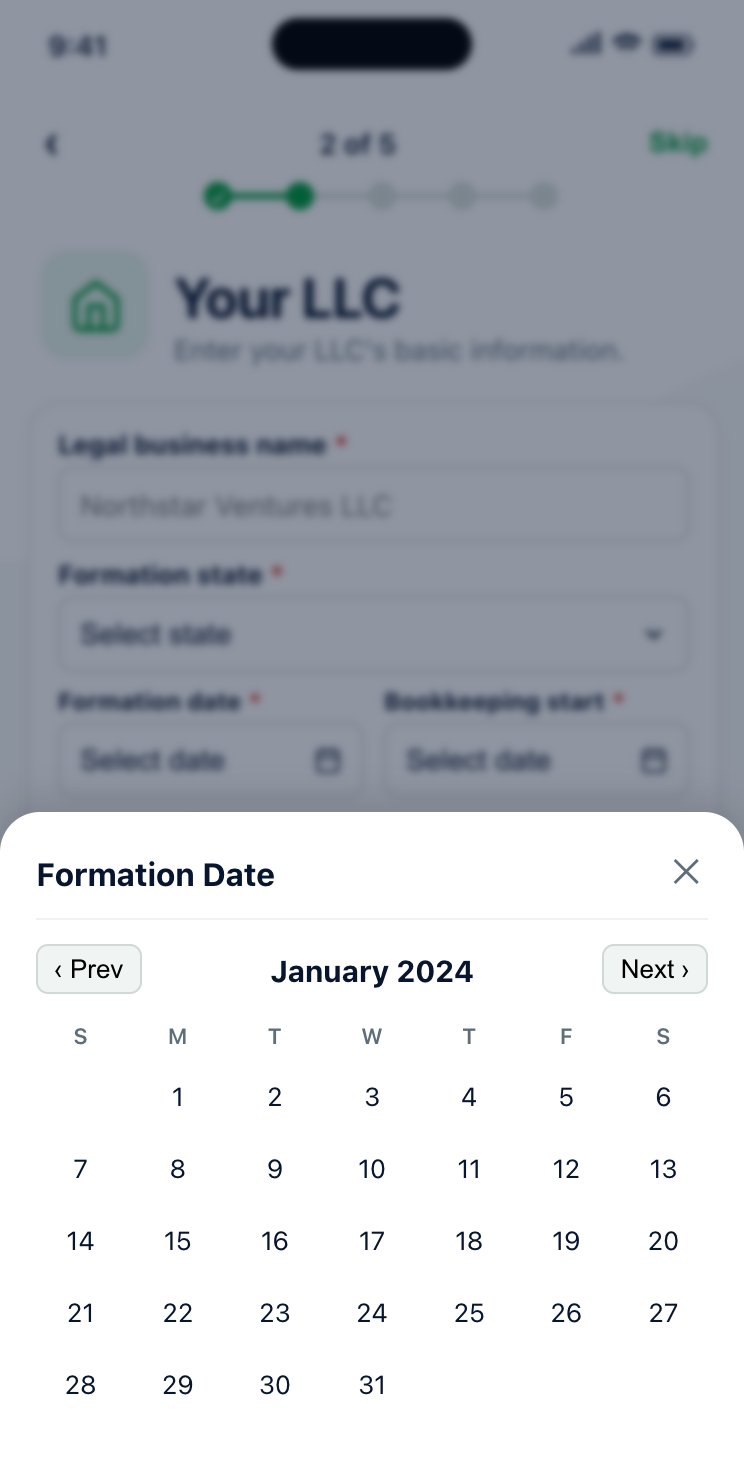 9:41
2 of 5
Skip
Your LLC
Enter your LLC's basic information.
Legal business name *
Northstar Ventures LLC
Formation state *
Select state
Formation date * Bookkeeping start *
Select date Select date
Formation Date
‹ Prev January 2024 Next ›
S M T W T F S
1 2 3 4 5 6
7 8 9 10 11 12 13
14 15 16 17 18 19 20
21 22 23 24 25 26 27
28 29 30 31